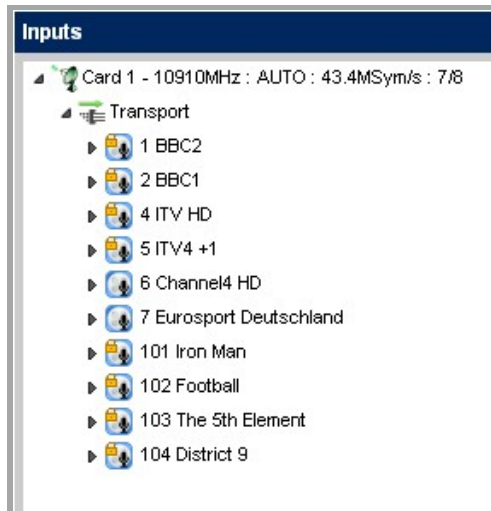 Inputs
Card 1 - 10910MHz : AUTO : 43.4MSym/s : 7/8
Transport
1 BBC2
2 BBC1
4 ITV HD
5 ITV4 +1
6 Channel4 HD
7 Eurosport Deutschland
101 Iron Man
102 Football
103 The 5th Element
104 District 9